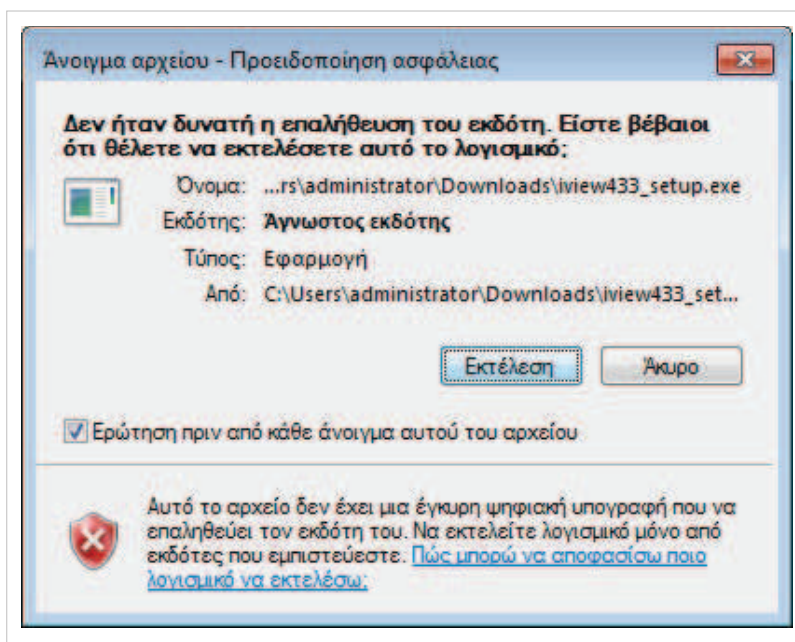 Άνοιγμα αρχείου - Προειδοποίηση ασφάλειας
Δεν ήταν δυνατή η επαλήθευση του εκδότη. Είστε βέβαιοι
ότι θέλετε να εκτελέσετε αυτό το λογισμικό;
Όνομα: ...rs\administrator\Downloads\iview433_setup.exe
Εκδότης: Άγνωστος εκδότης
Τύπος: Εφαρμογή
Από: C:\Users\administrator\Downloads\iview433_set...
Εκτέλεση Άκυρο
Ερώτηση πριν από κάθε άνοιγμα αυτού του αρχείου
Αυτό το αρχείο δεν έχει μια έγκυρη ψηφιακή υπογραφή που να
επαληθεύει τον εκδότη του. Να εκτελείτε λογισμικό μόνο από
εκδότες που εμπιστεύεστε. Πώς μπορώ να αποφασίσω ποιο
λογισμικό να εκτελέσω;